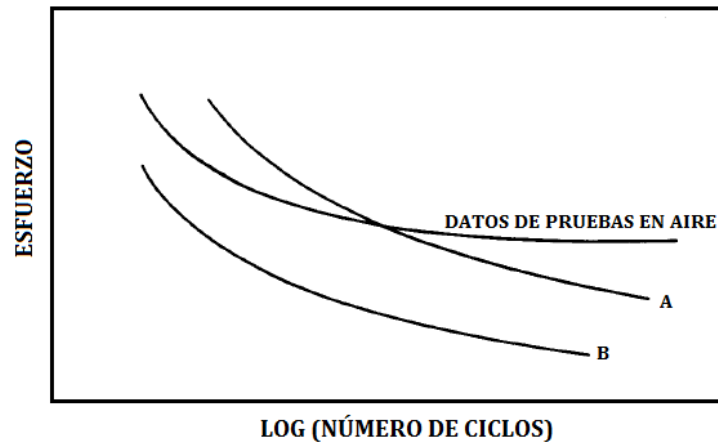 ESFUERZO
DATOS DE PRUEBAS EN AIRE
A
B
LOG (NÚMERO DE CICLOS)